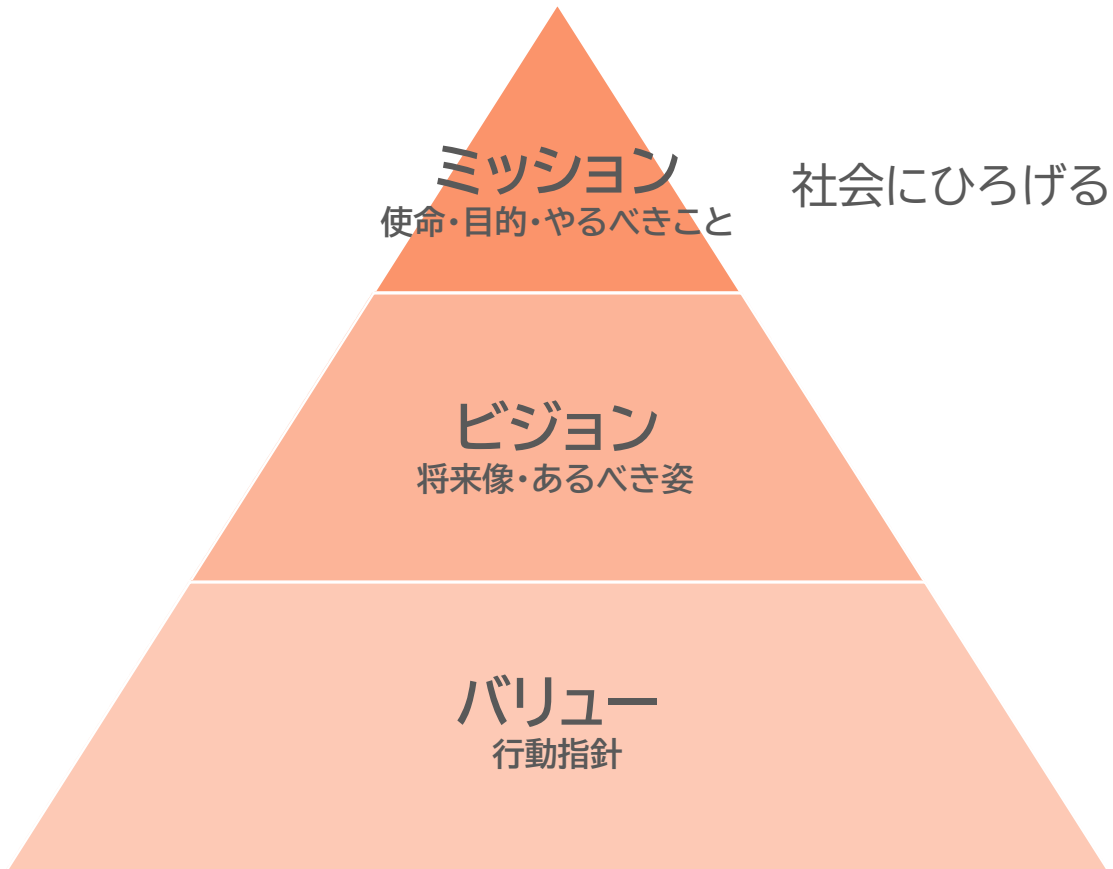 ミッション
使命・目的・やるべきこと
社会にひろげる
ビジョン
将来像・あるべき姿
バリュー
行動指針